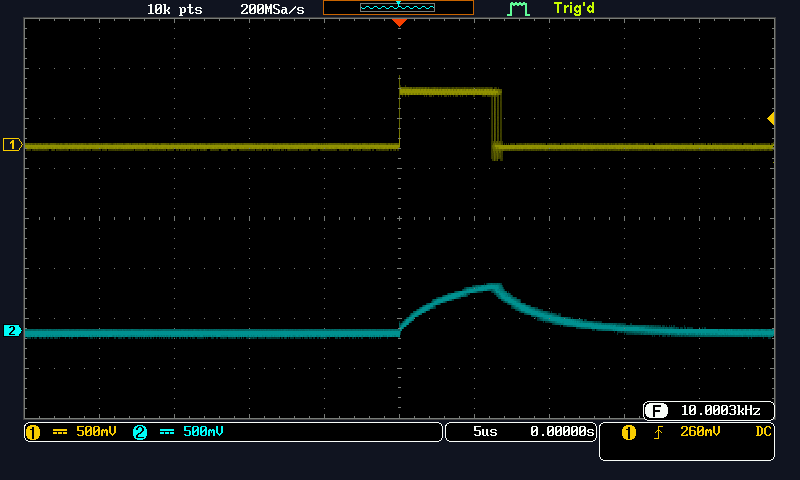 10k pts 200MSa/s Trig'd
1
2
F 10.0003kHz
1 500mV 2 500mV 5us 0.00000s 1 260mV DC